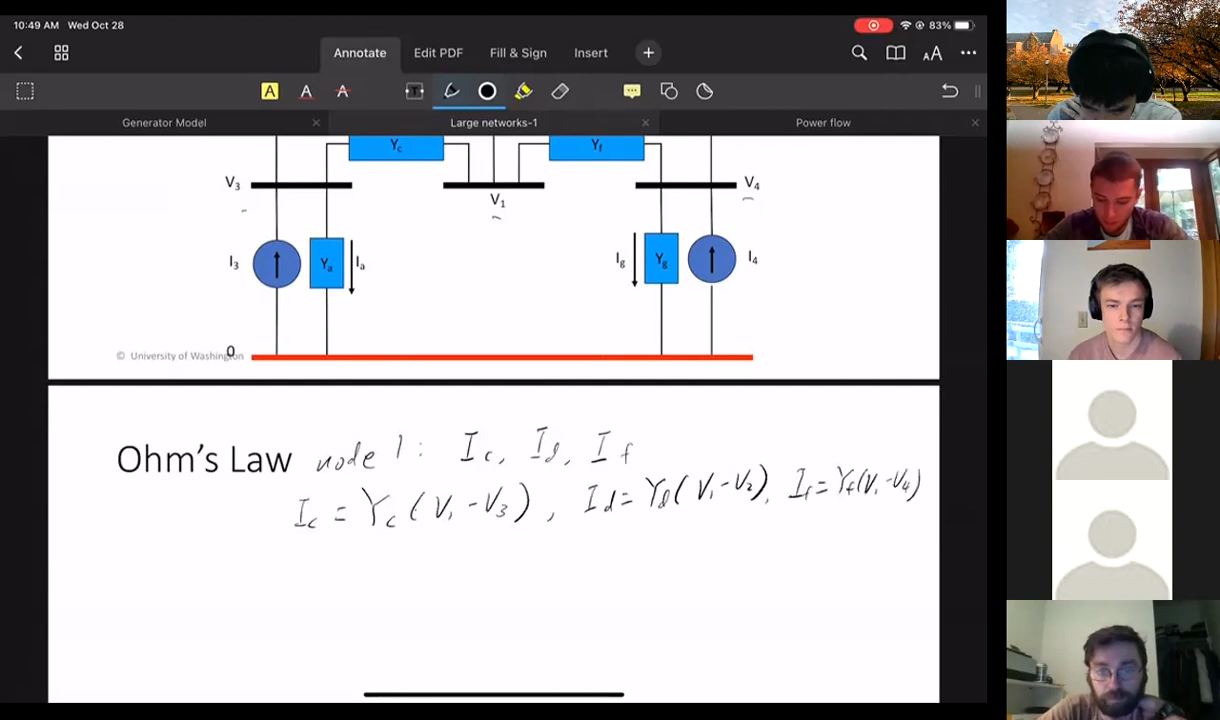 10:49 AM Wed Oct 28
83%
Annotate Edit PDF Fill & Sign Insert
AA
A A A T
Generator Model
Large networks-1
Power flow
Yc Yf
V3 V1 V4
I3 Ya Ia Ig Yg I4
© University of Washington
0
Ohm's Law node 1: Ic, Id, If
Ic = Yc (V1 - V3), Id = Yd (V1 - V2), If = Yf (V1 - V4)